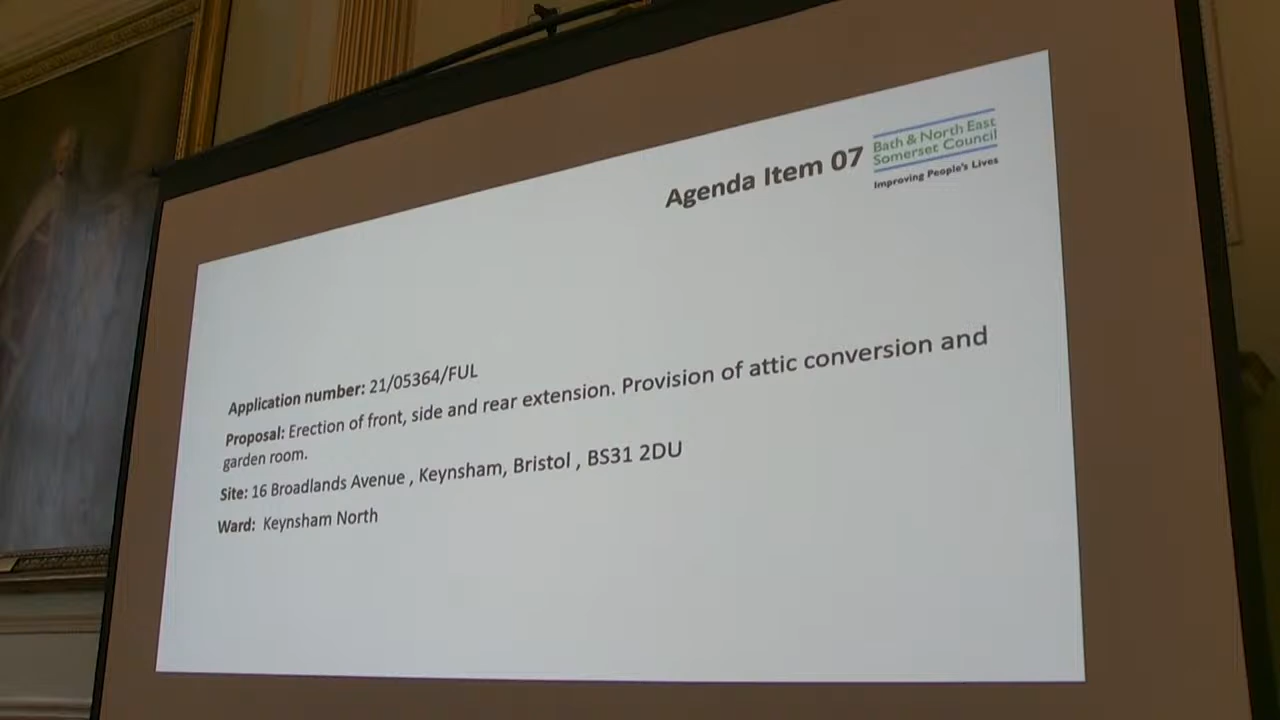 Agenda Item 07
Bath & North East
Somerset Council
Improving People's Lives
Application number: 21/05364/FUL
Proposal: Erection of front, side and rear extension. Provision of attic conversion and
garden room.
Site: 16 Broadlands Avenue , Keynsham, Bristol , BS31 2DU
Ward: Keynsham North